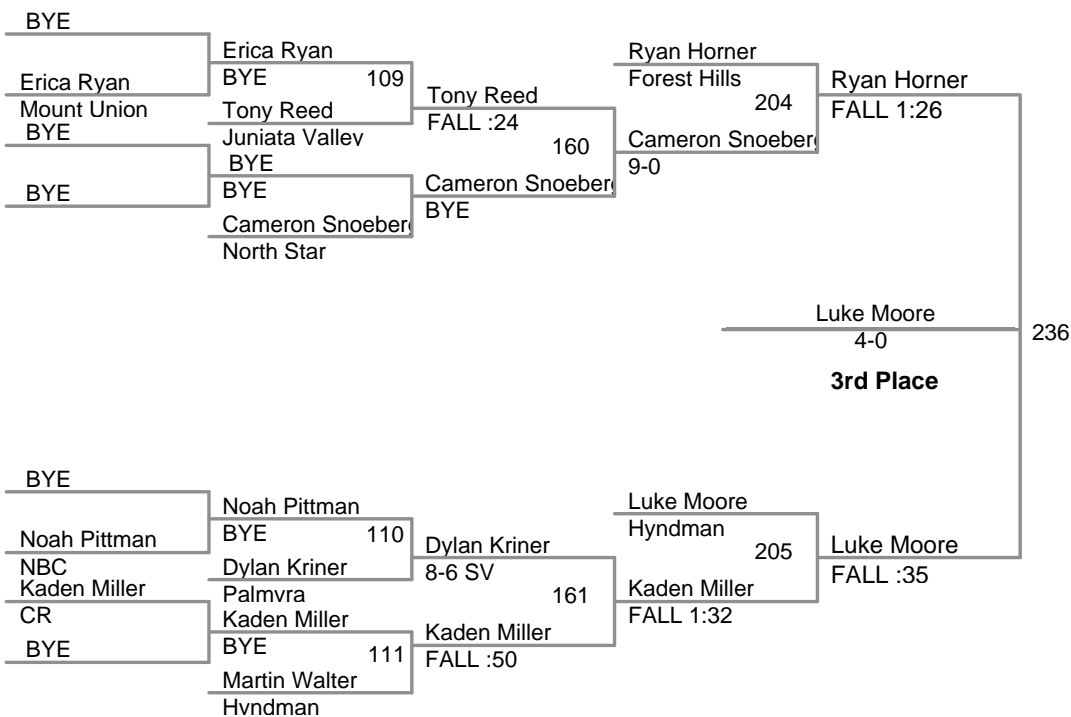 BYE
Erica Ryan
Mount Union
BYE
BYE
Erica Ryan
BYE
109
Tony Reed
Juniata Valley
BYE
BYE
Cameron Snoeberg
North Star
Tony Reed
FALL :24
160
Cameron Snoeberg
BYE
Ryan Horner
Forest Hills
204
Cameron Snoeberg
9-0
Ryan Horner
FALL 1:26
Luke Moore
4-0
236
3rd Place
BYE
Noah Pittman
NBC
Kaden Miller
CR
BYE
Noah Pittman
BYE
110
Dylan Kriner
Palmyra
Kaden Miller
BYE
111
Martin Walter
Hyndman
Dylan Kriner
8-6 SV
161
Kaden Miller
FALL :50
Luke Moore
Hyndman
205
Kaden Miller
FALL 1:32
Luke Moore
FALL :35